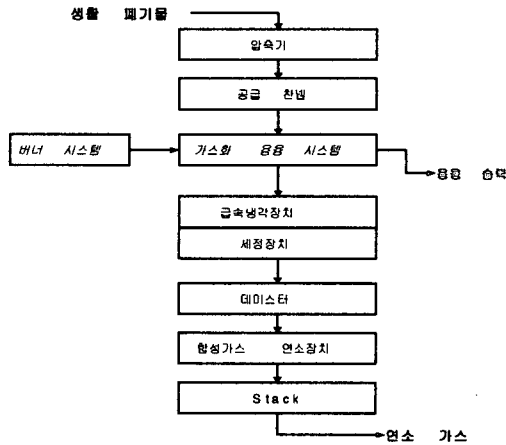 생활 폐기물
압축기
공급 챤넬
버너 시스템
가스화 용융 시스템
용융 슬랙
급속냉각장치
세정장치
데미스터
합성가스 연소장치
Stack
연소 가스